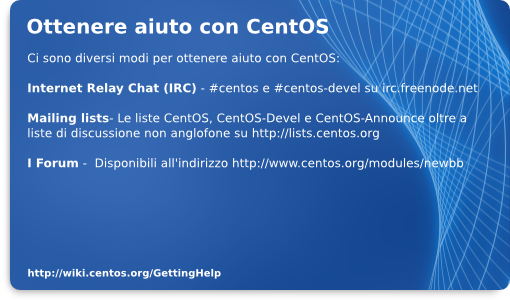 Ottenere aiuto con CentOS
Ci sono diversi modi per ottenere aiuto con CentOS:
Internet Relay Chat (IRC) - #centos e #centos-devel su irc.freenode.net
Mailing lists- Le liste CentOS, CentOS-Devel e CentOS-Announce oltre a
liste di discussione non anglofone su http://lists.centos.org
I Forum -  Disponibili all'indirizzo http://www.centos.org/modules/newbb
http://wiki.centos.org/GettingHelp